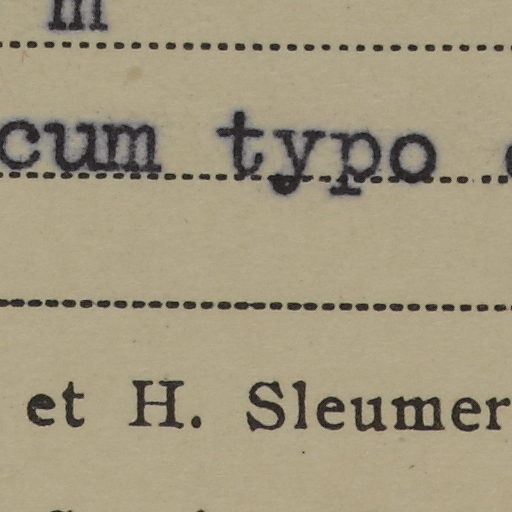 m
cum typo
et H. Sleumer